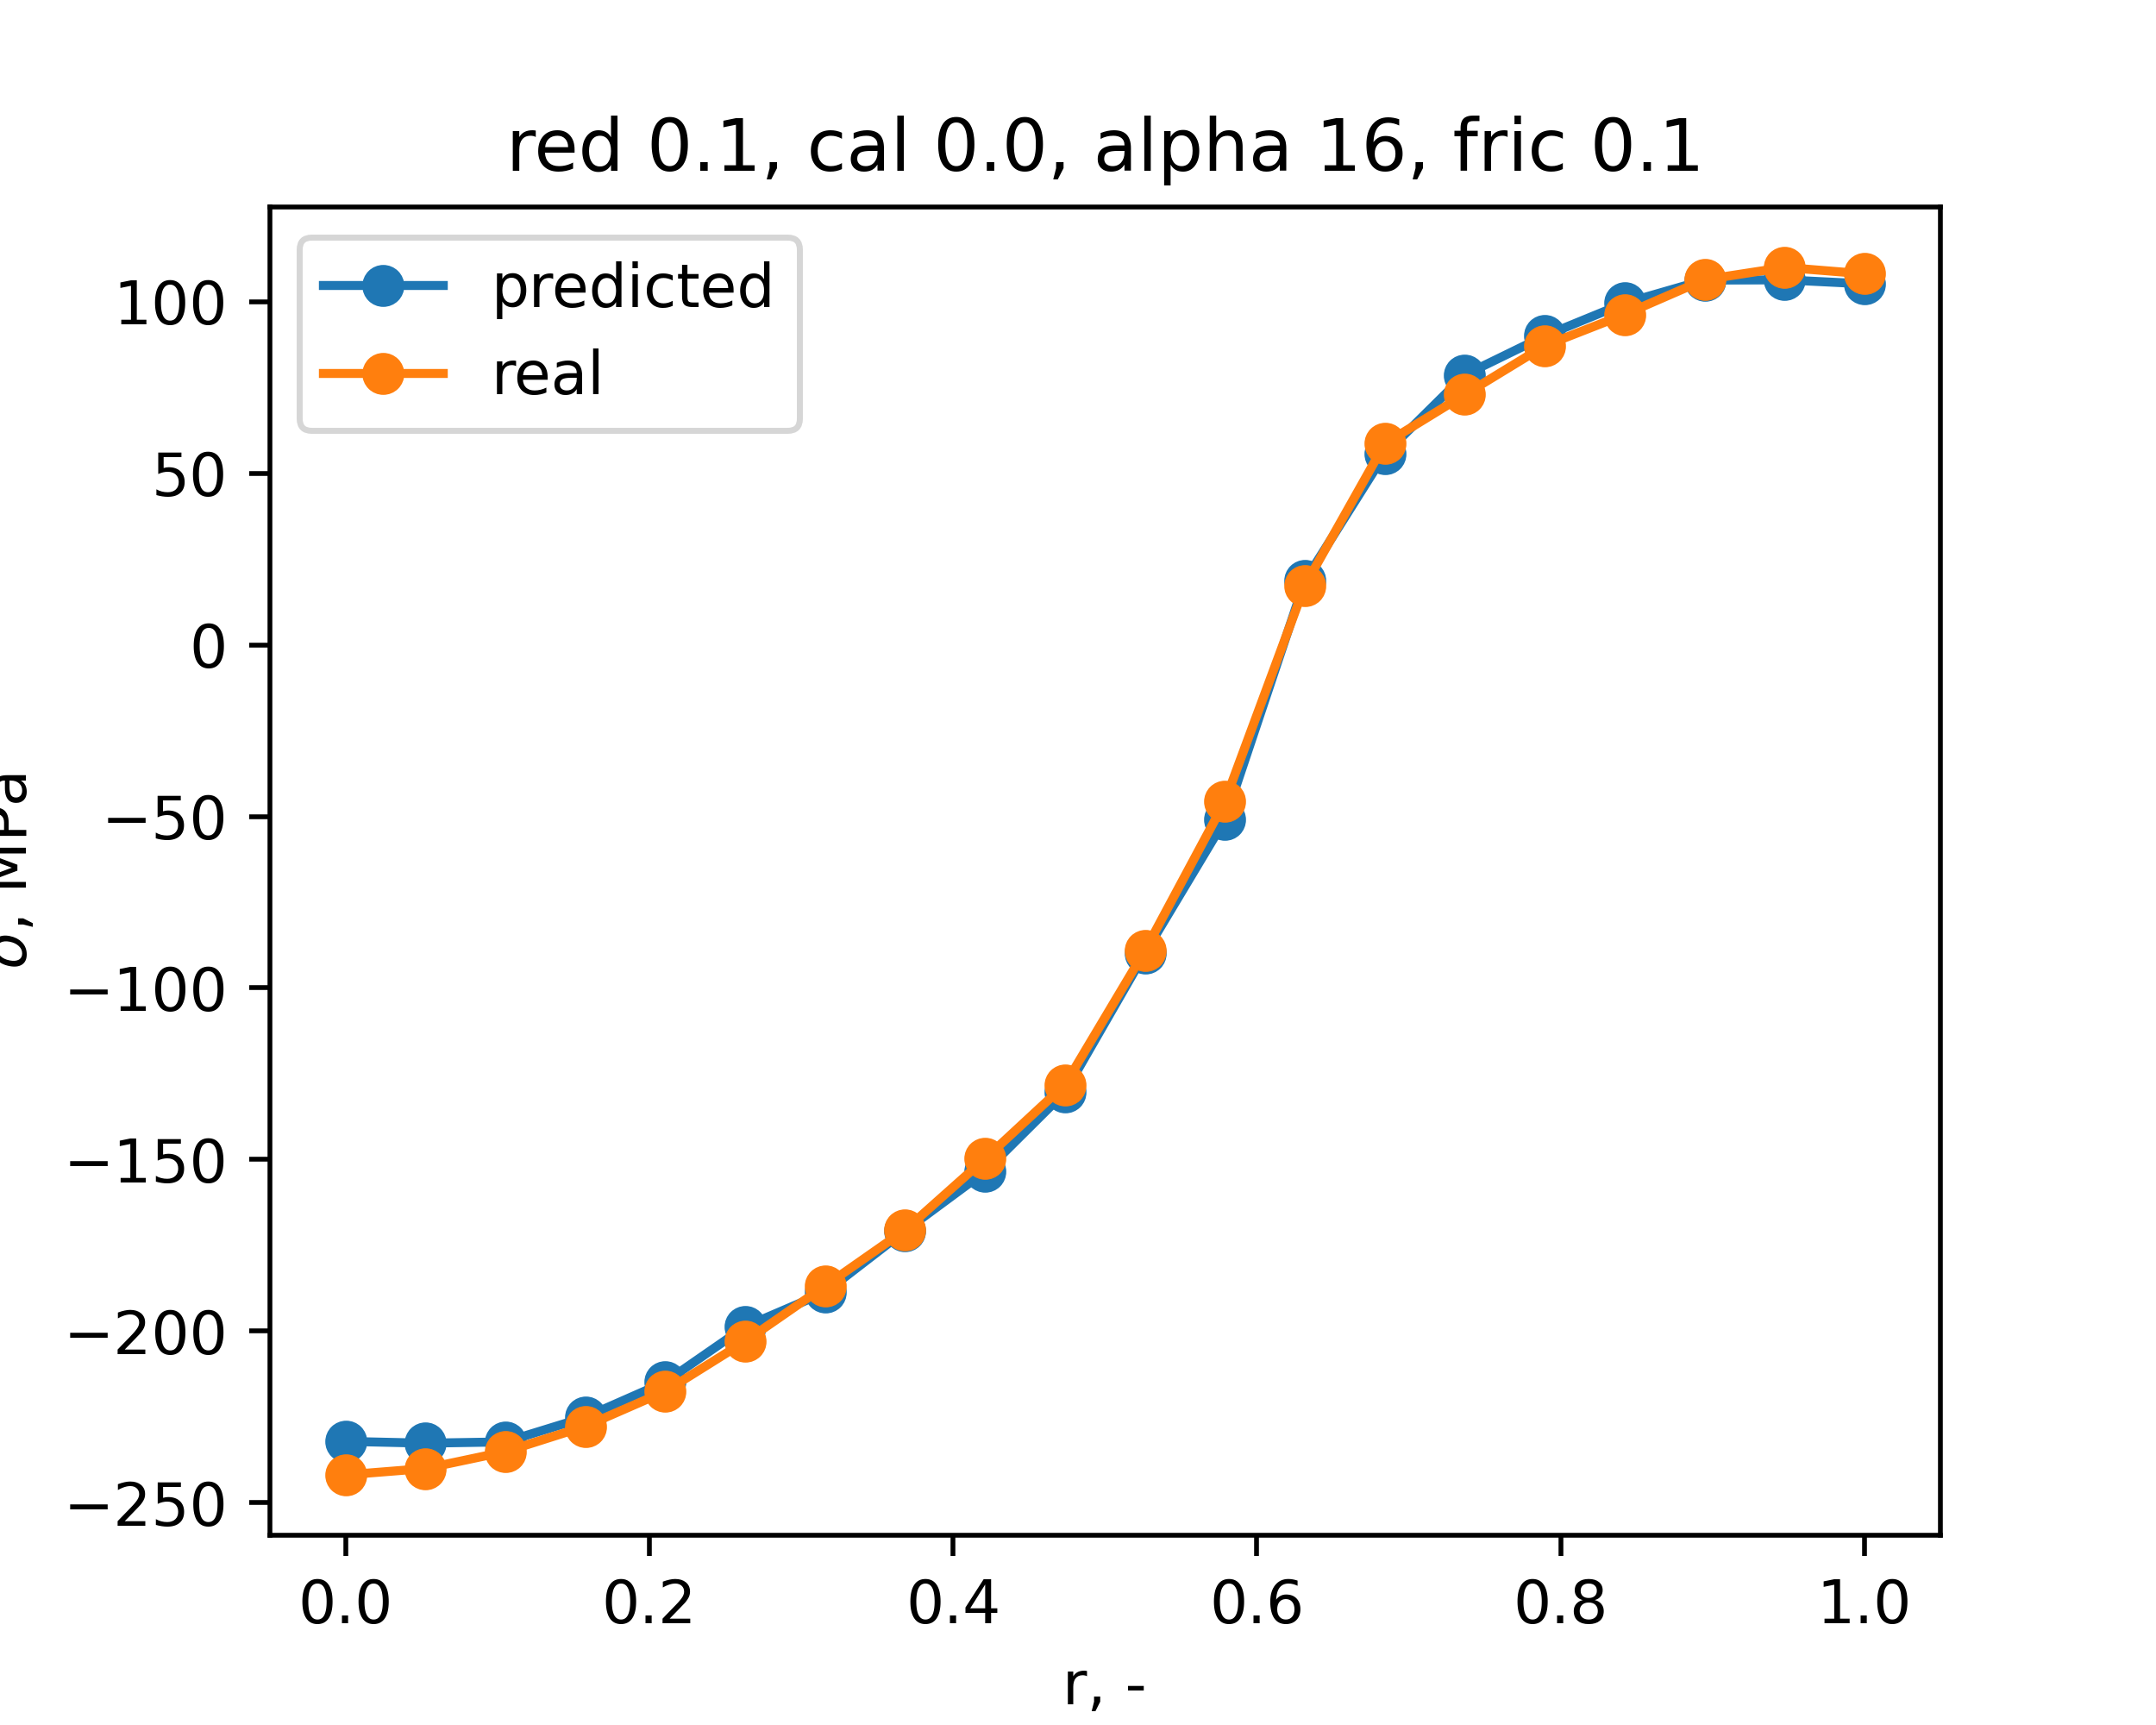 red 0.1, cal 0.0, alpha 16, fric 0.1
predicted
real
100
50
0
−50
−100
−150
−200
−250
σ, MPa
0.0 0.2 0.4 0.6 0.8 1.0
r, -